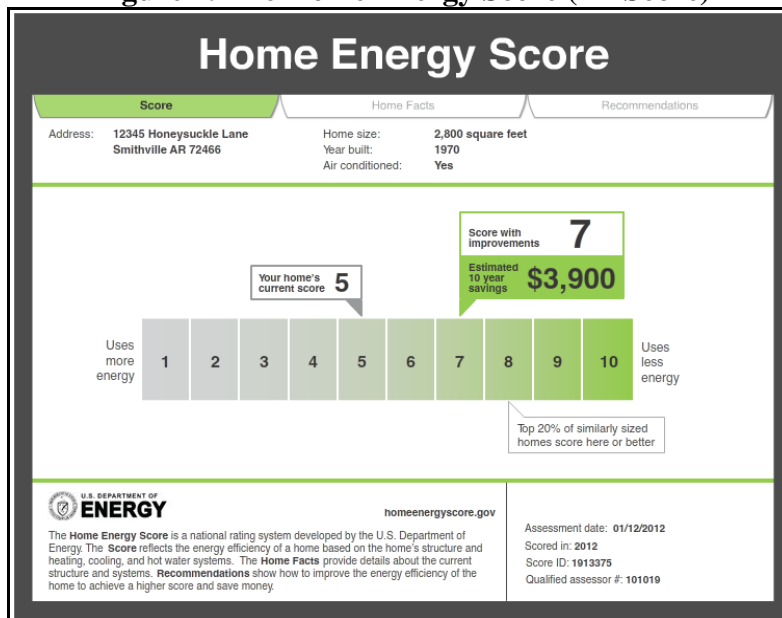 Home Energy Score
Score
Home Facts
Recommendations
Address: 12345 Honeysuckle Lane
Smithville AR 72466
Home size: 2,800 square feet
Year built: 1970
Air conditioned: Yes
Score with
improvements 7
Estimated
10 year
savings $3,900
Your home's
current score 5
Uses
more
energy
1 2 3 4 5 6 7 8 9 10
Uses
less
energy
Top 20% of similarly sized
homes score here or better
U.S. DEPARTMENT OF
ENERGY
homeenergyscore.gov
The Home Energy Score is a national rating system developed by the U.S. Department of
Energy. The Score reflects the energy efficiency of a home based on the home's structure and
heating, cooling, and hot water systems. The Home Facts provide details about the current
structure and systems. Recommendations show how to improve the energy efficiency of the
home to achieve a higher score and save money.
Assessment date: 01/12/2012
Scored in: 2012
Score ID: 1913375
Qualified assessor #: 101019